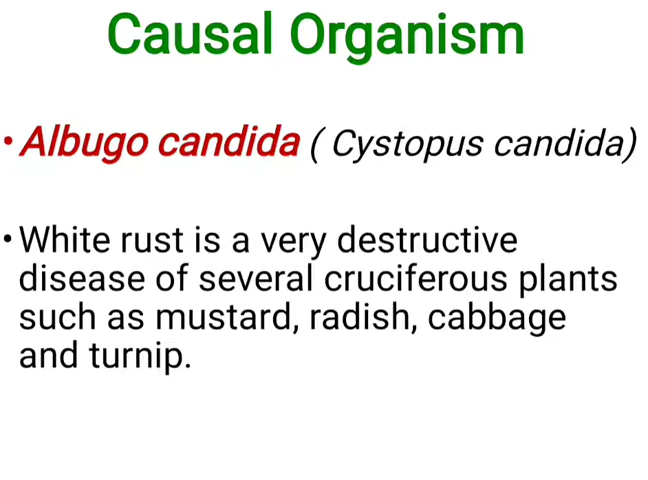 Causal Organism
• Albugo candida ( Cystopus candida)
• White rust is a very destructive
disease of several cruciferous plants
such as mustard, radish, cabbage
and turnip.